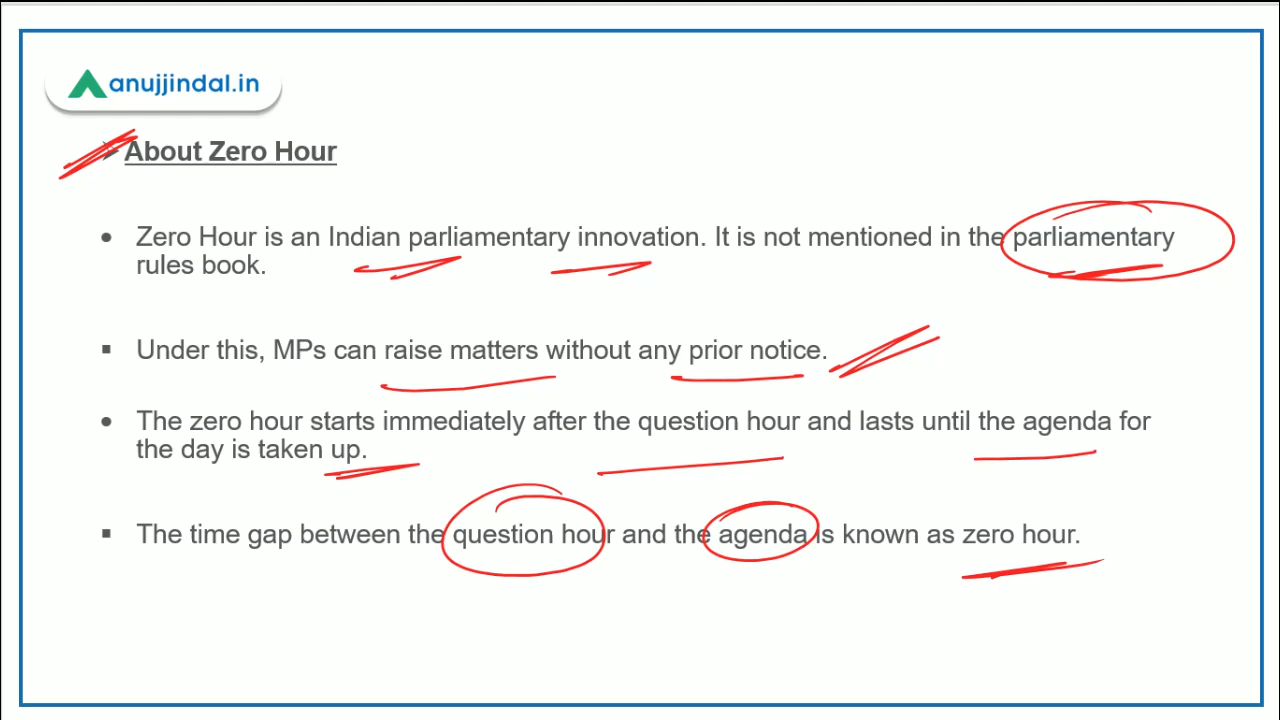 anujjindal.in
About Zero Hour
Zero Hour is an Indian parliamentary innovation. It is not mentioned in the parliamentary
rules book.
Under this, MPs can raise matters without any prior notice.
The zero hour starts immediately after the question hour and lasts until the agenda for
the day is taken up.
The time gap between the question hour and the agenda is known as zero hour.